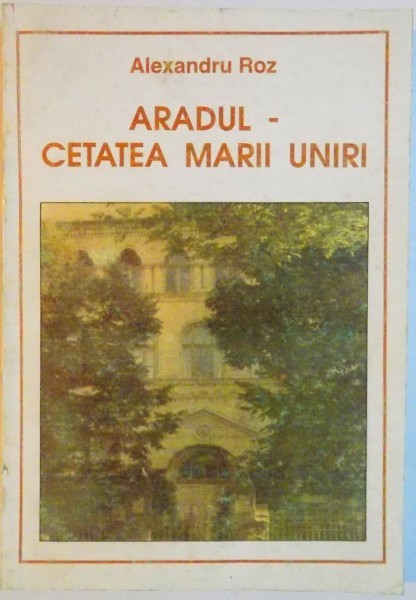 Alexandru Roz
ARADUL -
CETATEA MARII UNIRI